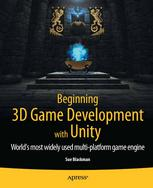 Beginning
3D Game Development
with Unity
World's most widely used multi-platform game engine
Sue Blackman
Apress®